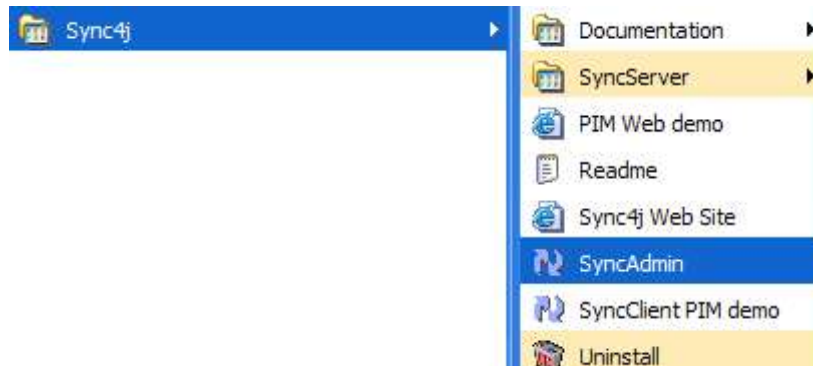 Sync4j
Documentation
SyncServer
PIM Web demo
Readme
Sync4j Web Site
SyncAdmin
SyncClient PIM demo
Uninstall